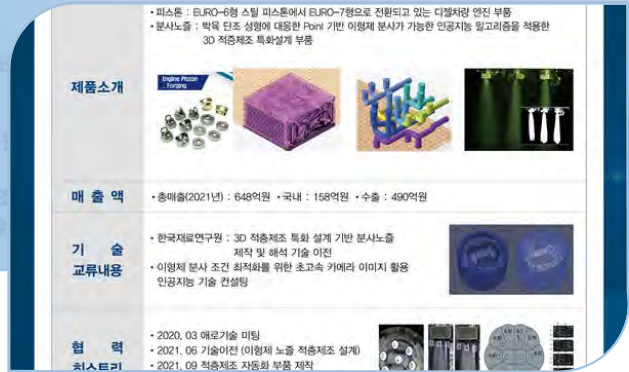 • 피스톤 : EURO-6형 스틸 피스톤에서 EURO-7형으로 전환되고 있는 디젤차량 엔진 부품
• 분사노즐 : 박육 단조 성형에 대응한 Point 기반 이형제 분사가 가능한 인공지능 알고리즘을 적용한
3D 적층제조 특화설계 부품
제품소개
Engine Piston
: Forging
매 출 액
• 총매출(2021년) : 648억원 • 국내 : 158억원 • 수출 : 490억원
기 술
교류내용
• 한국재료연구원 : 3D 적층제조 특화 설계 기반 분사노즐
제작 및 해석 기술 이전
• 이형제 분사 조건 최적화를 위한 초고속 카메라 이미지 활용
인공지능 기술 컨설팅
협 력
히스토리
• 2020. 03 애로기술 미팅
• 2021. 06 기술이전 (이형제 노즐 적층제조 설계)
• 2021. 09 적층제조 자동화 부품 제작